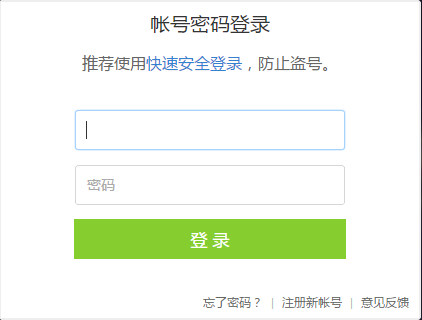 帐号密码登录
推荐使用快速安全登录，防止盗号。
密码
登 录
忘了密码？ | 注册新帐号 | 意见反馈